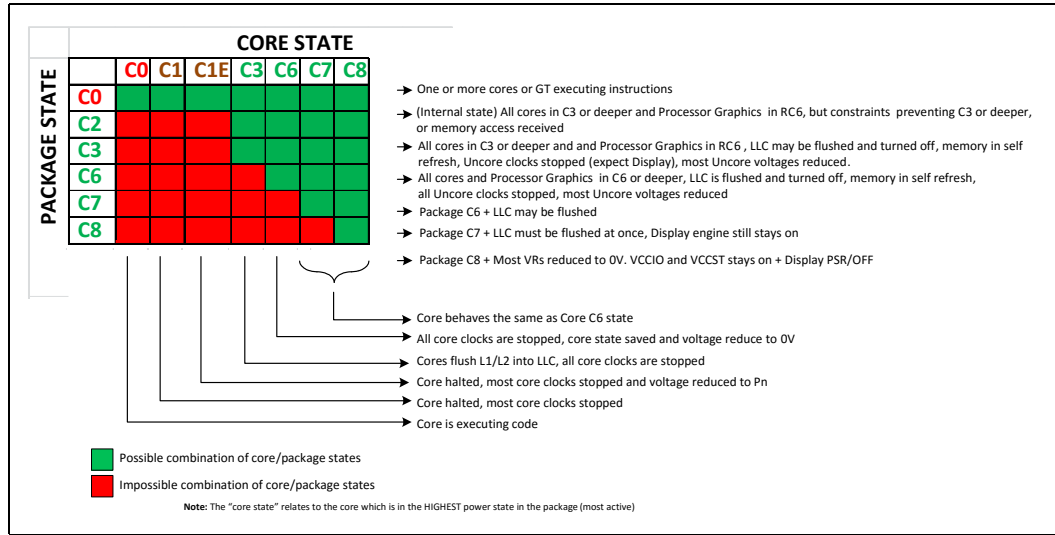 CORE STATE
PACKAGE STATE
C0 C1 C1E C3 C6 C7 C8
C0
C2
C3
C6
C7
C8
One or more cores or GT executing instructions
(Internal state) All cores in C3 or deeper and Processor Graphics in RC6, but constraints preventing C3 or deeper,
or memory access received
All cores in C3 or deeper and and Processor Graphics in RC6 , LLC may be flushed and turned off, memory in self
refresh, Uncore clocks stopped (expect Display), most Uncore voltages reduced.
All cores and Processor Graphics in C6 or deeper, LLC is flushed and turned off, memory in self refresh,
all Uncore clocks stopped, most Uncore voltages reduced
Package C6 + LLC may be flushed
Package C7 + LLC must be flushed at once, Display engine still stays on
Package C8 + Most VRs reduced to 0V. VCCIO and VCCST stays on + Display PSR/OFF
Core behaves the same as Core C6 state
All core clocks are stopped, core state saved and voltage reduce to 0V
Cores flush L1/L2 into LLC, all core clocks are stopped
Core halted, most core clocks stopped and voltage reduced to Pn
Core halted, most core clocks stopped
Core is executing code
Possible combination of core/package states
Impossible combination of core/package states
Note: The "core state" relates to the core which is in the HIGHEST power state in the package (most active)